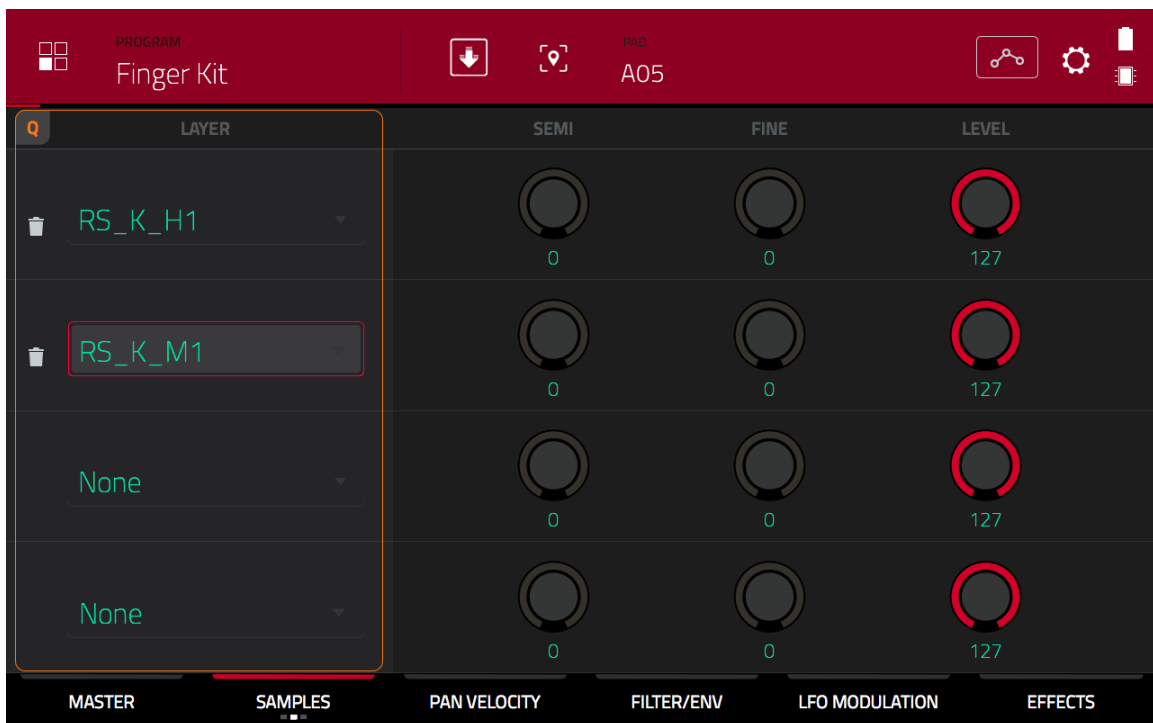 PROGRAM
Finger Kit
PAD
A05
Q LAYER SEMI FINE LEVEL
RS_K_H1
0 0 127
RS_K_M1
0 0 127
None
0 0 127
None
0 0 127
MASTER SAMPLES PAN VELOCITY FILTER/ENV LFO MODULATION EFFECTS